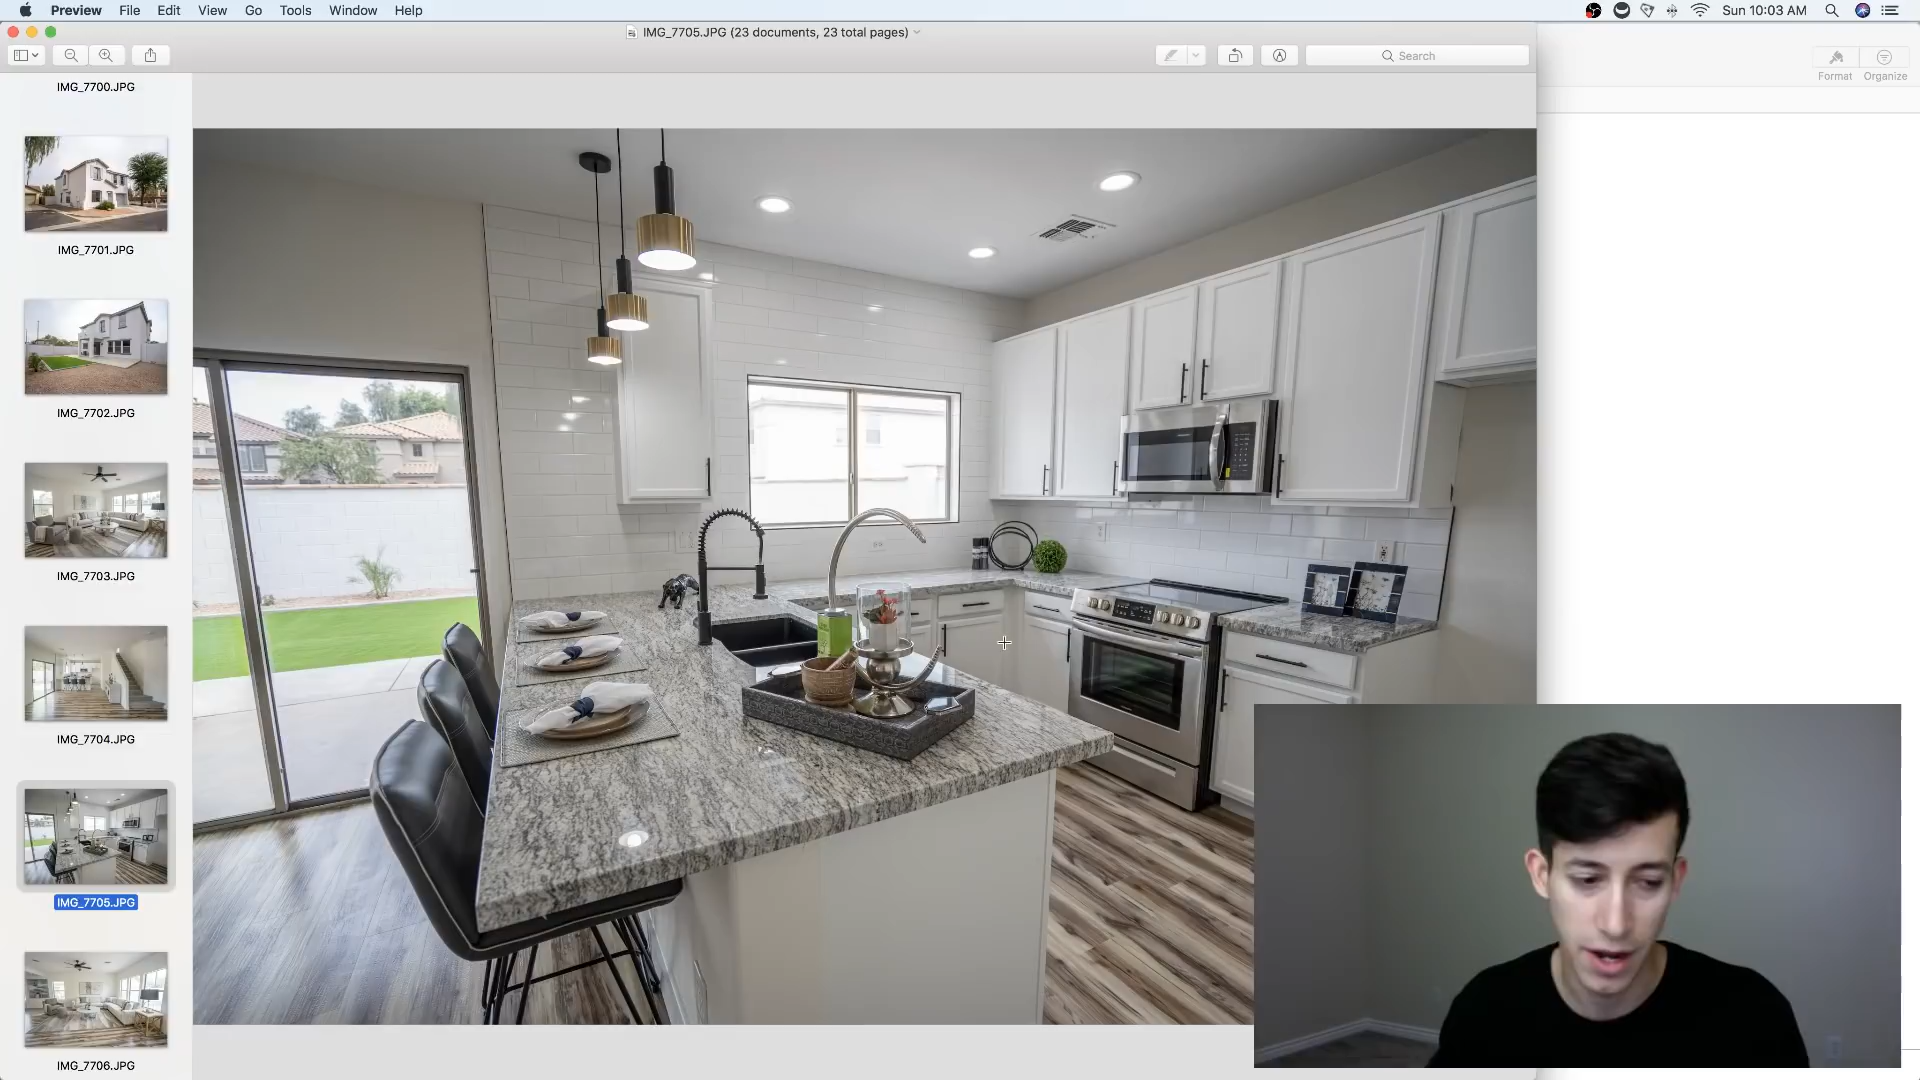 Preview File Edit View Go Tools Window Help Sun 10:03 AM
IMG_7705.JPG (23 documents, 23 total pages)
Search
Format Organize
IMG_7700.JPG
IMG_7701.JPG
IMG_7702.JPG
IMG_7703.JPG
IMG_7704.JPG
IMG_7705.JPG
IMG_7706.JPG